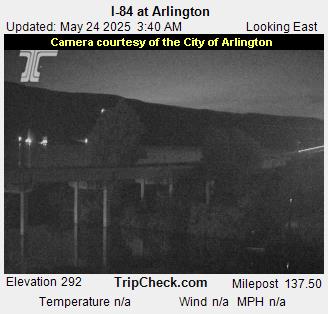 I-84 at Arlington
Updated: May 24 2025 3:40 AM Looking East
Camera courtesy of the City of Arlington
Elevation 292 TripCheck.com Milepost 137.50
Temperature n/a Wind n/a MPH n/a